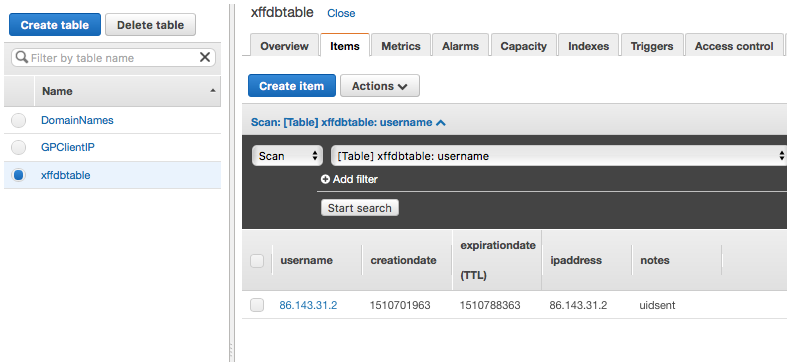 Create table
Delete table
Filter by table name
Name
DomainNames
GPClientIP
xffdbtable
xffdbtable Close
Overview Items Metrics Alarms Capacity Indexes Triggers Access control
Create item Actions
Scan: [Table] xffdbtable: username
Scan [Table] xffdbtable: username
Add filter
Start search
username creationdate expirationdate (TTL) ipaddress notes
86.143.31.2 1510701963 1510788363 86.143.31.2 uidsent